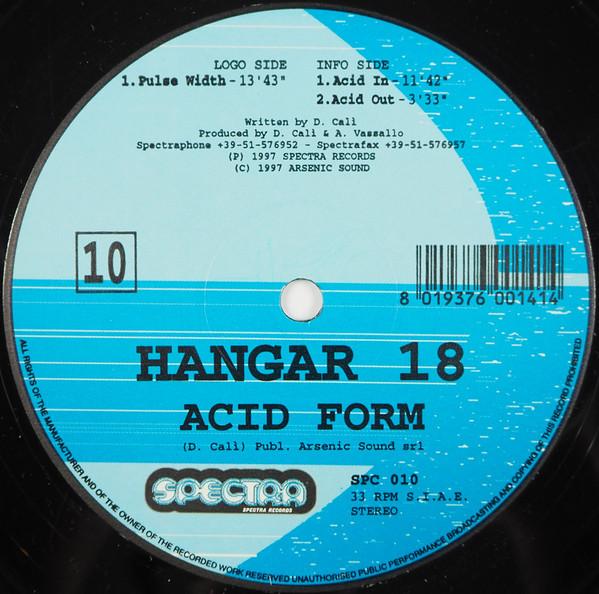 LOGO SIDE
1.Pulse Width-13'43"
INFO SIDE
1.Acid In-11'42"
2.Acid Out-3'33"
Written by D. Calì
Produced by D. Calì & A. Vassallo
Spectraphone +39-51-576952 - Spectrafax +39-51-576957
(P) 1997 SPECTRA RECORDS
(C) 1997 ARSENIC SOUND
10
8 019376 001414
HANGAR 18
ACID FORM
(D. Calì) Publ. Arsenic Sound srl
SPECTRA
SPECTRA RECORDS
SPC 010
33 RPM S.I.A.E.
STEREO
ALL RIGHTS OF THE MANUFACTURER AND OF THE OWNER OF THE RECORDED WORK RESERVED UNAUTHORISED PUBLIC PERFORMANCE BROADCASTING AND COPYING OF THIS RECORD PROHIBITED